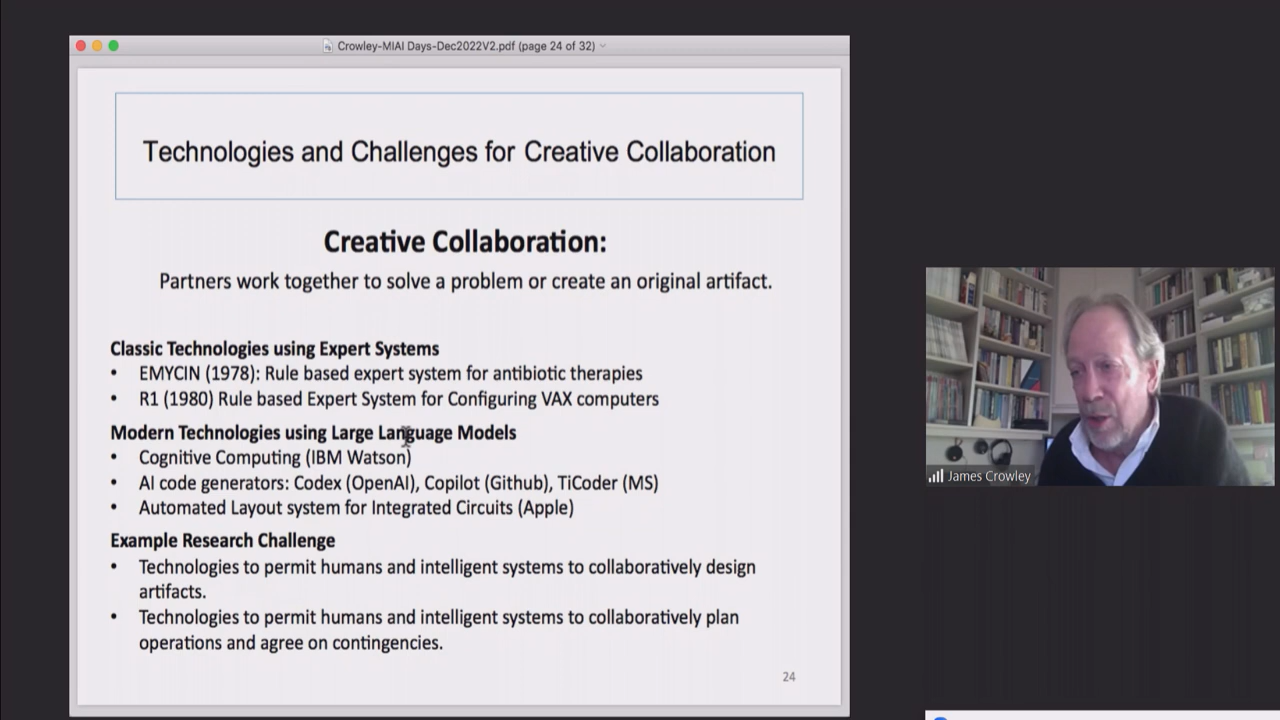 Crowley-MIAI Days-Dec2022V2.pdf (page 24 of 32)
Technologies and Challenges for Creative Collaboration
Creative Collaboration:
Partners work together to solve a problem or create an original artifact.
Classic Technologies using Expert Systems
• EMYCIN (1978): Rule based expert system for antibiotic therapies
• R1 (1980) Rule based Expert System for Configuring VAX computers
Modern Technologies using Large Language Models
• Cognitive Computing (IBM Watson)
• AI code generators: Codex (OpenAI), Copilot (Github), TiCoder (MS)
• Automated Layout system for Integrated Circuits (Apple)
Example Research Challenge
• Technologies to permit humans and intelligent systems to collaboratively design
artifacts.
• Technologies to permit humans and intelligent systems to collaboratively plan
operations and agree on contingencies.
24
James Crowley